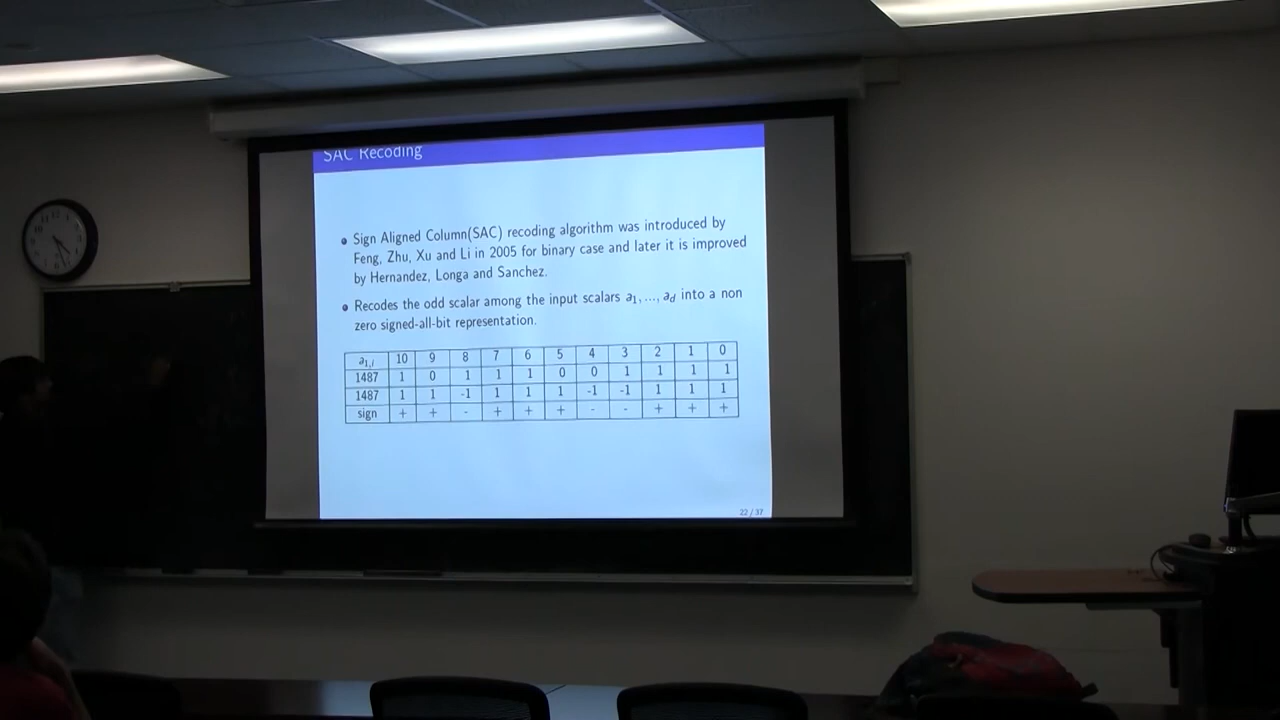 SAC Recoding
Sign Aligned Column(SAC) recoding algorithm was introduced by
Feng, Zhu, Xu and Li in 2005 for binary case and later it is improved
by Hernandez, Longa and Sanchez.
Recodes the odd scalar among the input scalars a₁, ..., a_d into a non
zero signed-all-bit representation.
a₁,ᵢ 10 9 8 7 6 5 4 3 2 1 0
1487 1 0 1 1 1 0 0 1 1 1 1
1487 1 1 -1 1 1 1 -1 -1 1 1 1
sign + + - + + + - - + + +
22 / 37